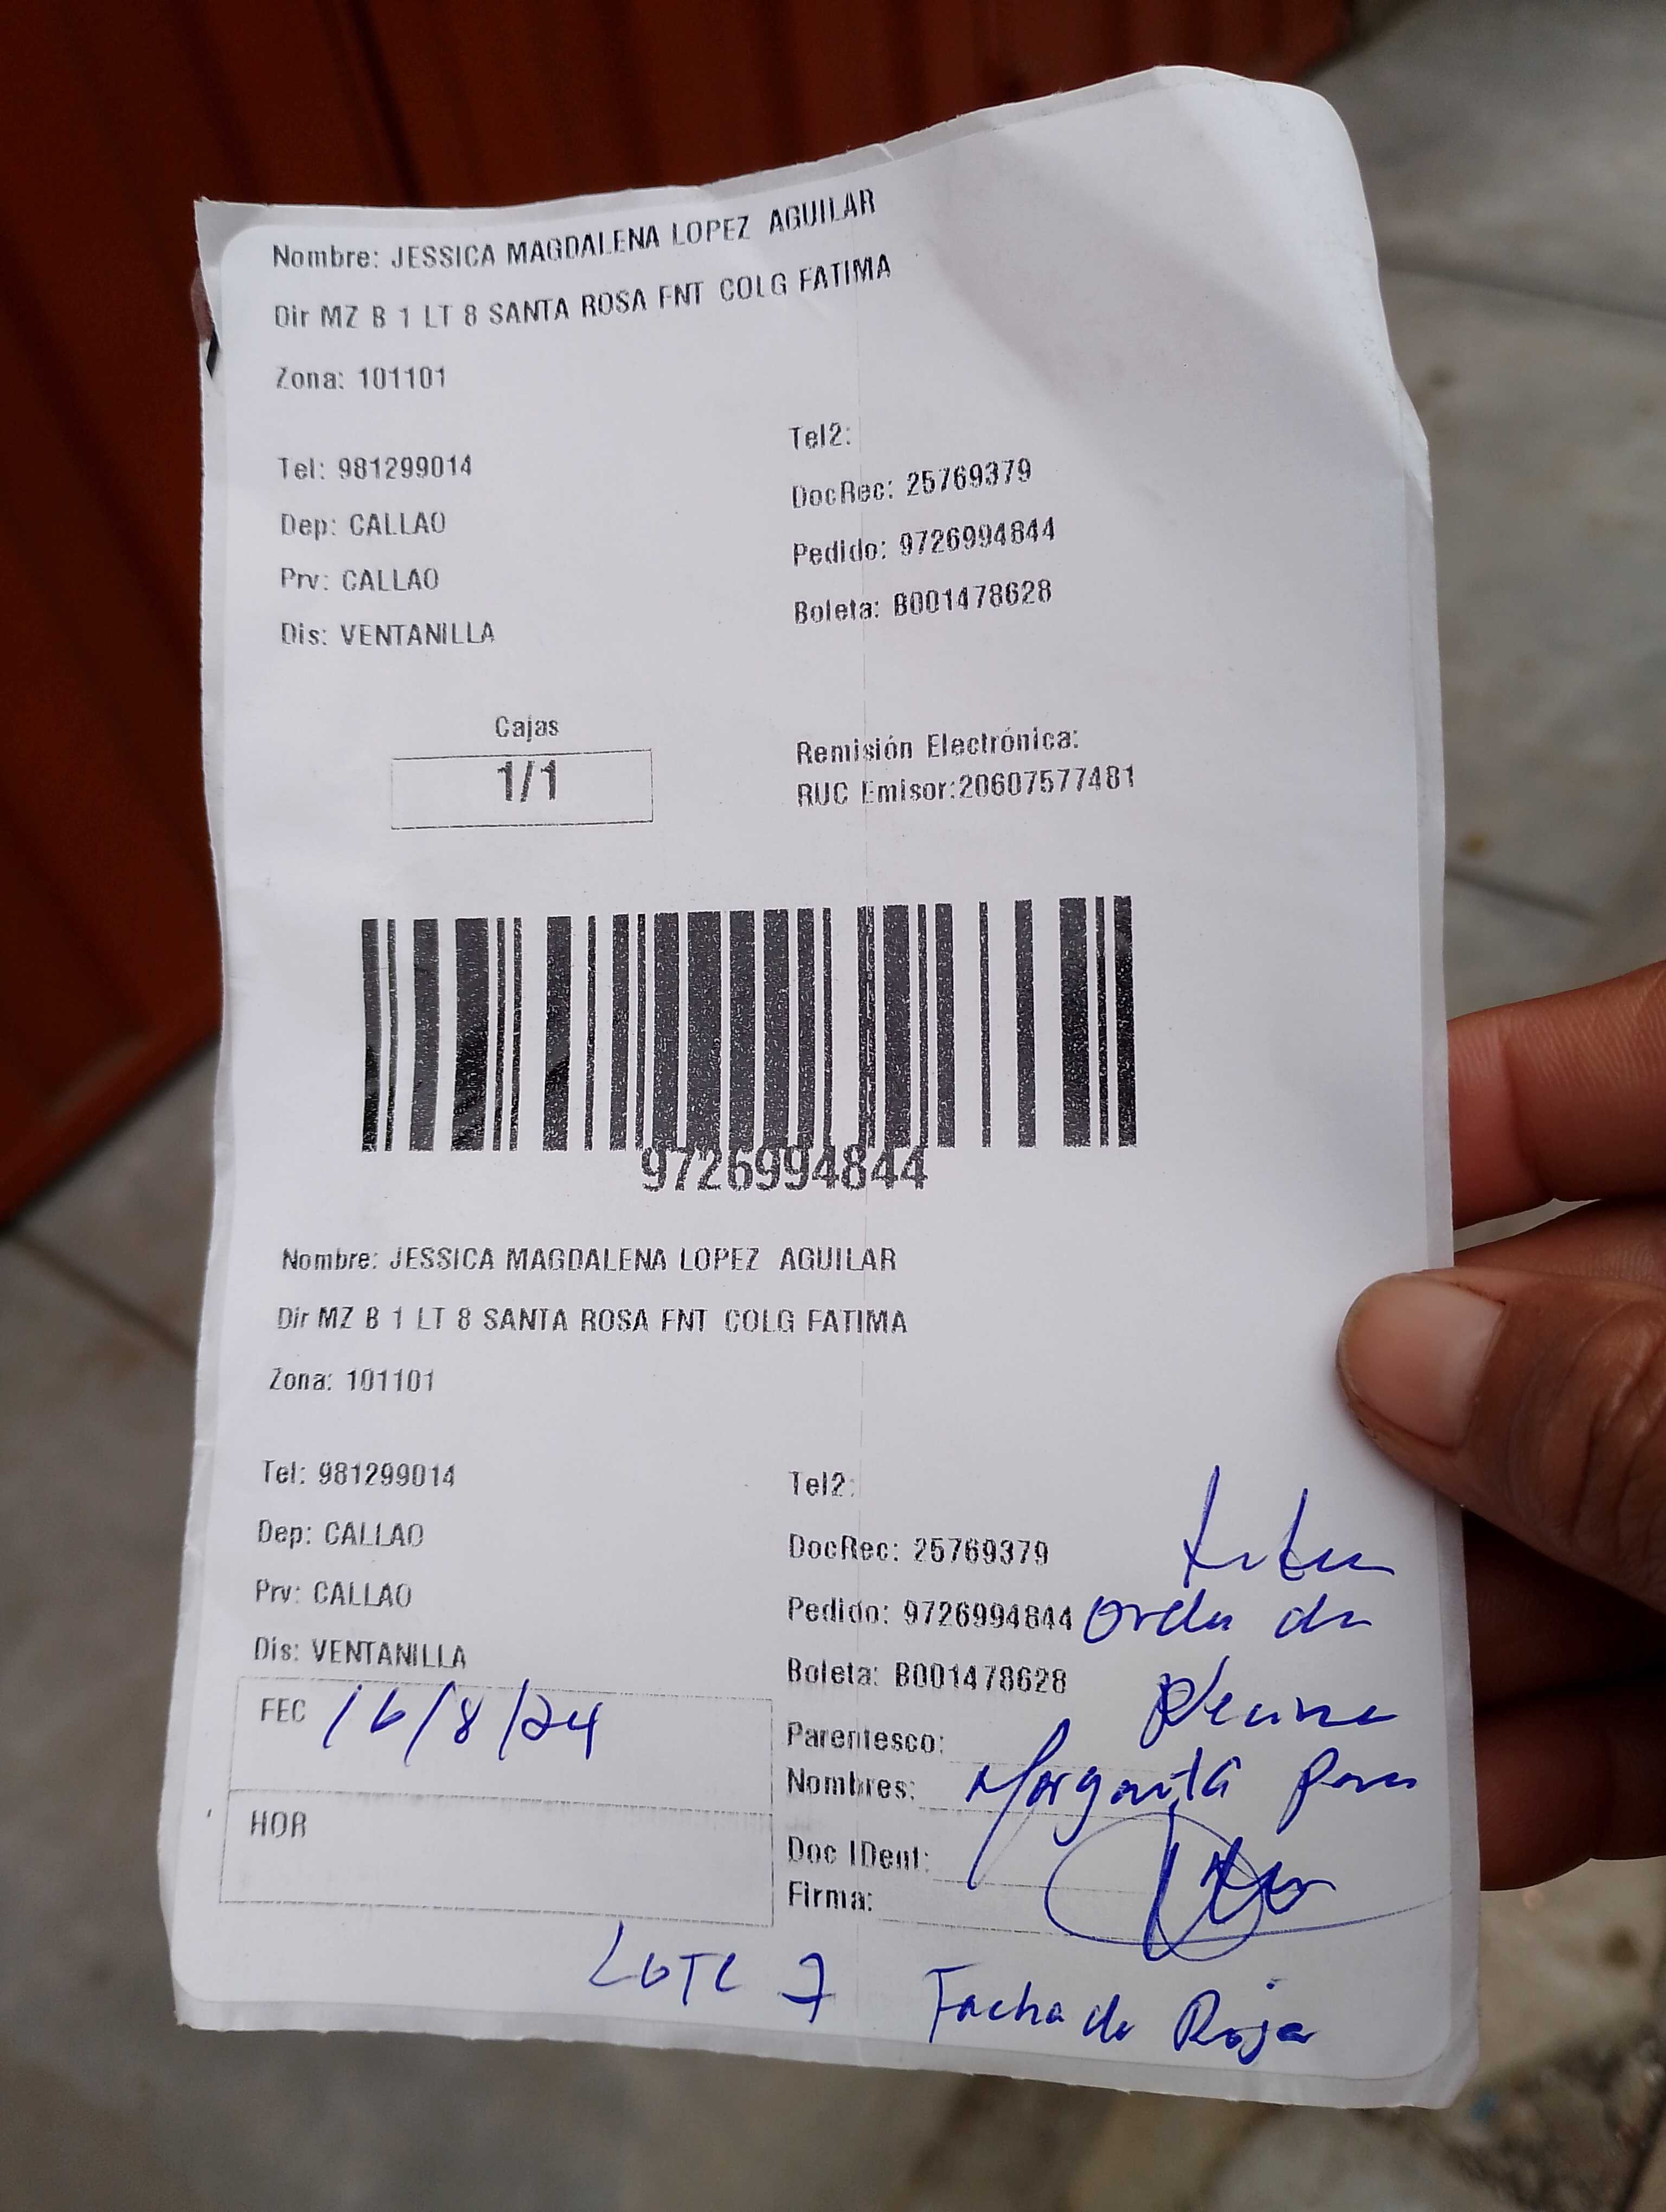 Nombre: JESSICA MAGDALENA LOPEZ AGUILAR
Dir MZ B 1 LT 8 SANTA ROSA FNT COLG FATIMA
Zona: 101101
Tel: 981299014
Dep: CALLAO
Prv: CALLAO
Dis: VENTANILLA
Tel2:
DocRec: 25769379
Pedido: 9726994844
Boleta: B001478628
Cajas
1/1
Remisión Electrónica:
RUC Emisor:20607577481
9726994844
Nombre: JESSICA MAGDALENA LOPEZ AGUILAR
Dir MZ B 1 LT 8 SANTA ROSA FNT COLG FATIMA
Zona: 101101
Tel: 981299014
Dep: CALLAO
Prv: CALLAO
Dis: VENTANILLA
FEC 16/8/24
HOR
Tel2:
DocRec: 25769379
Pedido: 9726994844
Boleta: B001478628
Parentesco:
Nombres: Margarita
Doc IDent:
Firma:
LOTE 7 Fachada Roja